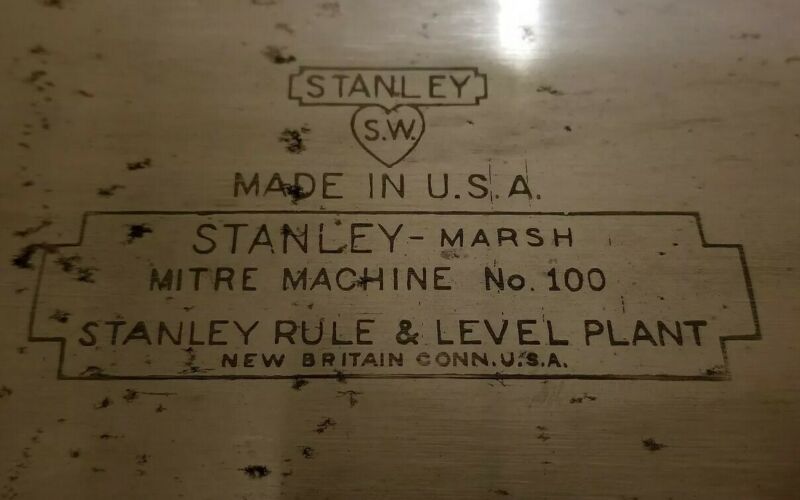 STANLEY
S.W.
MADE IN U.S.A.
STANLEY-MARSH
MITRE MACHINE No. 100
STANLEY RULE & LEVEL PLANT
NEW BRITAIN CONN. U.S.A.